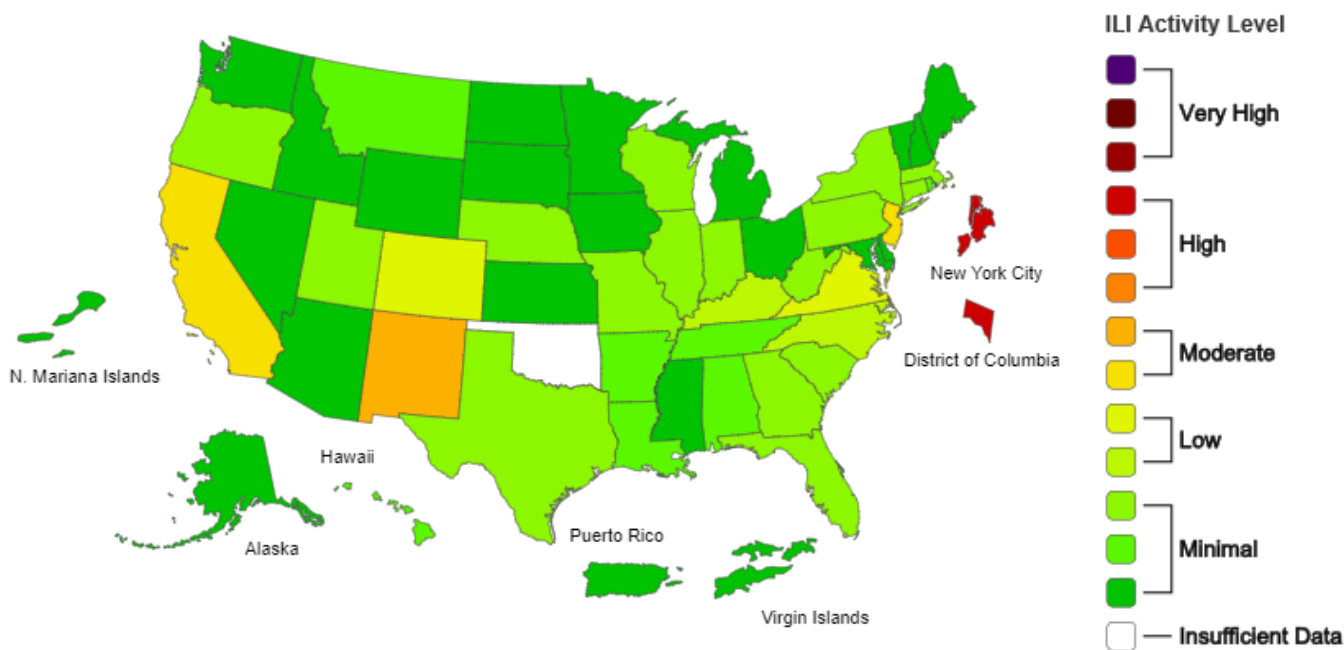 ILI Activity Level
Very High
High
Moderate
Low
Minimal
Insufficient Data
New York City
District of Columbia
N. Mariana Islands
Hawaii
Alaska
Puerto Rico
Virgin Islands